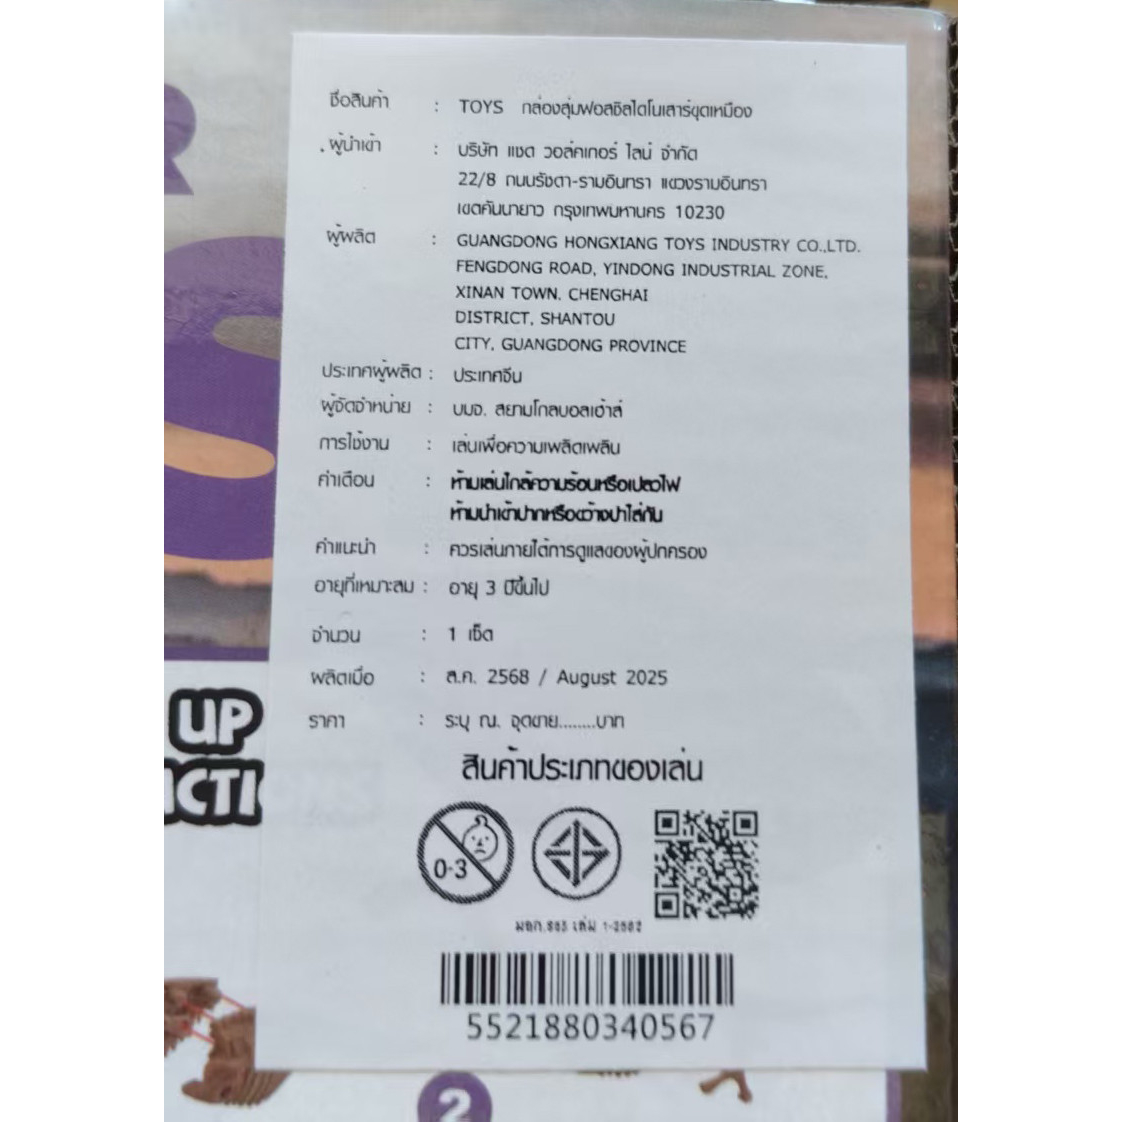 ชื่อสินค้า : TOYS กล่องสุ่มฟอสซิลไดโนเสาร์ขุดเหมือง
ผู้นำเข้า : บริษัท แชด วอล์คเกอร์ ไลน์ จำกัด
22/8 ถนนรัชดา-รามอินทรา แขวงรามอินทรา
เขตคันนายาว กรุงเทพมหานคร 10230
ผู้ผลิต : GUANGDONG HONGXIANG TOYS INDUSTRY CO.,LTD.
FENGDONG ROAD, YINDONG INDUSTRIAL ZONE,
XINAN TOWN, CHENGHAI
DISTRICT, SHANTOU
CITY, GUANGDONG PROVINCE
ประเทศผู้ผลิต : ประเทศจีน
ผู้จัดจำหน่าย : บมจ. สยามโกลบอลเฮ้าส์
การใช้งาน : เล่นเพื่อความเพลิดเพลิน
คำเตือน : ห้ามเล่นใกล้ความร้อนหรือเปลวไฟ
ห้ามนำเข้าปากหรือขว้างปาใส่กัน
คำแนะนำ : ควรเล่นภายใต้การดูแลของผู้ปกครอง
อายุที่เหมาะสม : อายุ 3 ปีขึ้นไป
จำนวน : 1 เซ็ต
ผลิตเมื่อ : ส.ค. 2568 / August 2025
ราคา : ระบุ ณ. จุดขาย........บาท
สินค้าประเภทของเล่น
0-3
มอก.685 เล่ม 1-2562
5521880340567
R
S
UP
ACTI
2